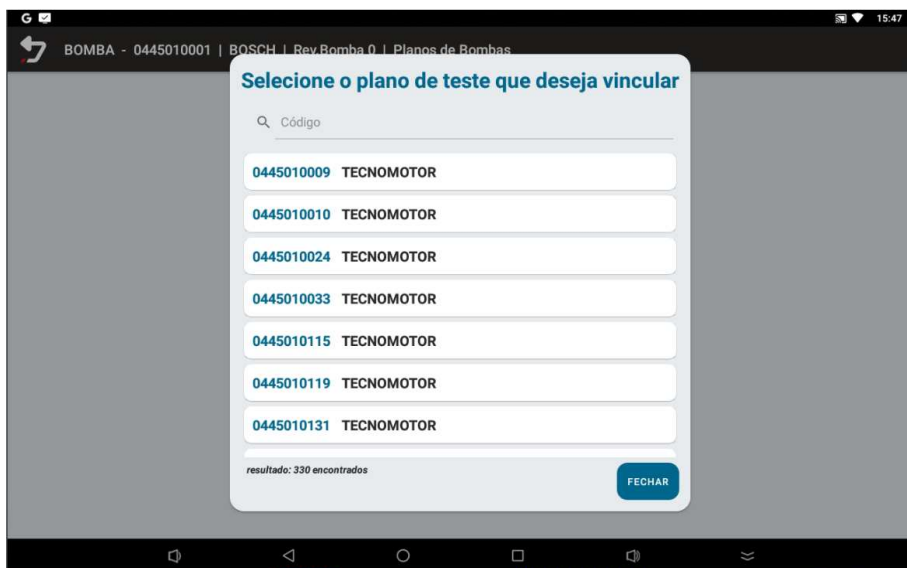 G 15:47
BOMBA - 0445010001 | BOSCH | Rev.Bomba 0 | Planos de Bombas
Selecione o plano de teste que deseja vincular
Código
0445010009 TECNOMOTOR
0445010010 TECNOMOTOR
0445010024 TECNOMOTOR
0445010033 TECNOMOTOR
0445010115 TECNOMOTOR
0445010119 TECNOMOTOR
0445010131 TECNOMOTOR
resultado: 330 encontrados
FECHAR